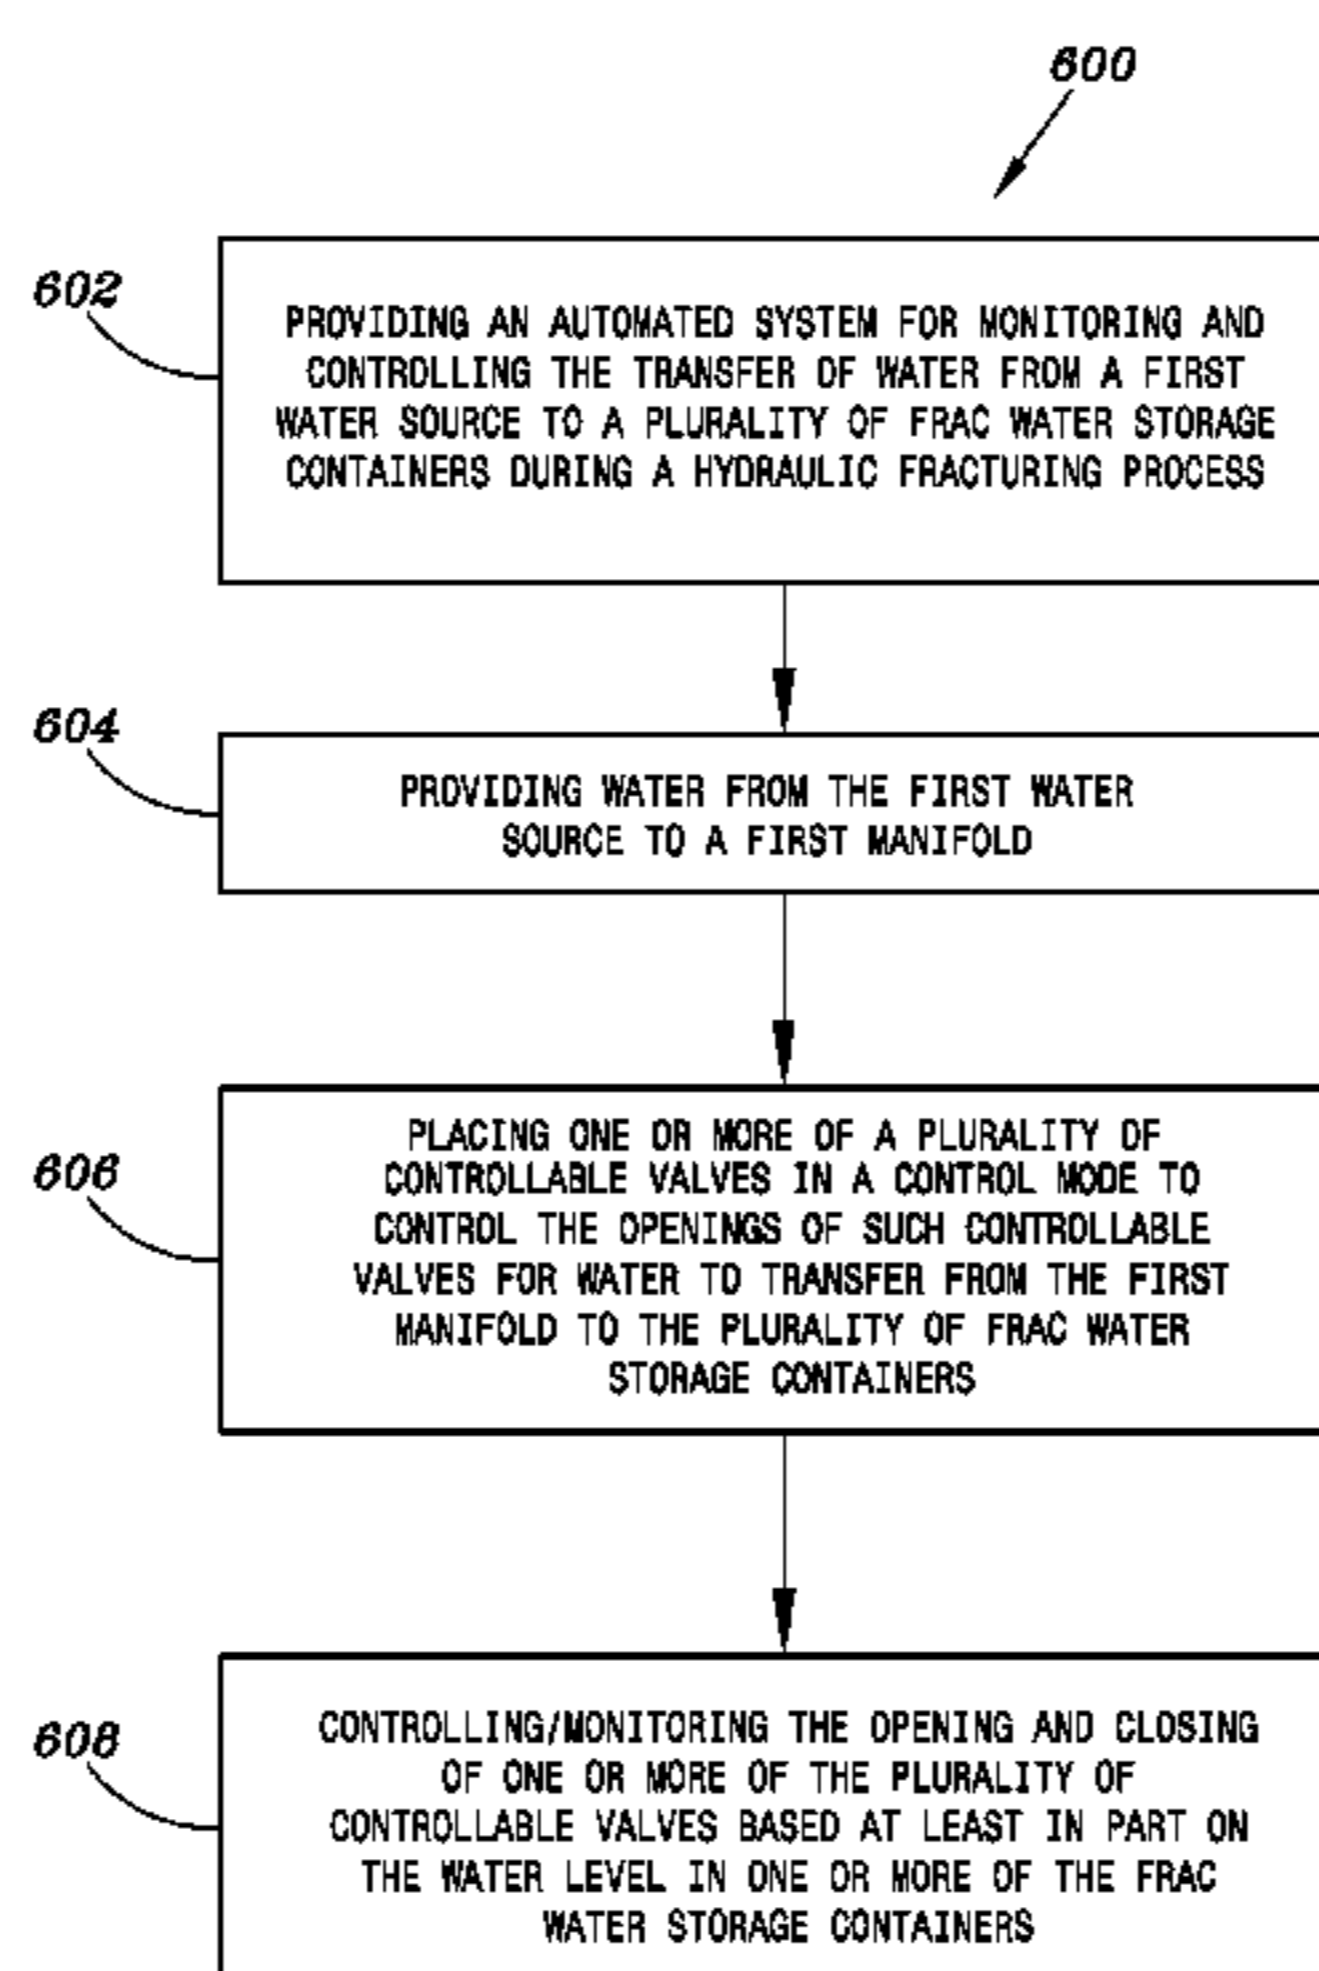 600
602
PROVIDING AN AUTOMATED SYSTEM FOR MONITORING AND
CONTROLLING THE TRANSFER OF WATER FROM A FIRST
WATER SOURCE TO A PLURALITY OF FRAC WATER STORAGE
CONTAINERS DURING A HYDRAULIC FRACTURING PROCESS
604
PROVIDING WATER FROM THE FIRST WATER
SOURCE TO A FIRST MANIFOLD
606
PLACING ONE OR MORE OF A PLURALITY OF
CONTROLLABLE VALVES IN A CONTROL MODE TO
CONTROL THE OPENINGS OF SUCH CONTROLLABLE
VALVES FOR WATER TO TRANSFER FROM THE FIRST
MANIFOLD TO THE PLURALITY OF FRAC WATER
STORAGE CONTAINERS
608
CONTROLLING/MONITORING THE OPENING AND CLOSING
OF ONE OR MORE OF THE PLURALITY OF
CONTROLLABLE VALVES BASED AT LEAST IN PART ON
THE WATER LEVEL IN ONE OR MORE OF THE FRAC
WATER STORAGE CONTAINERS